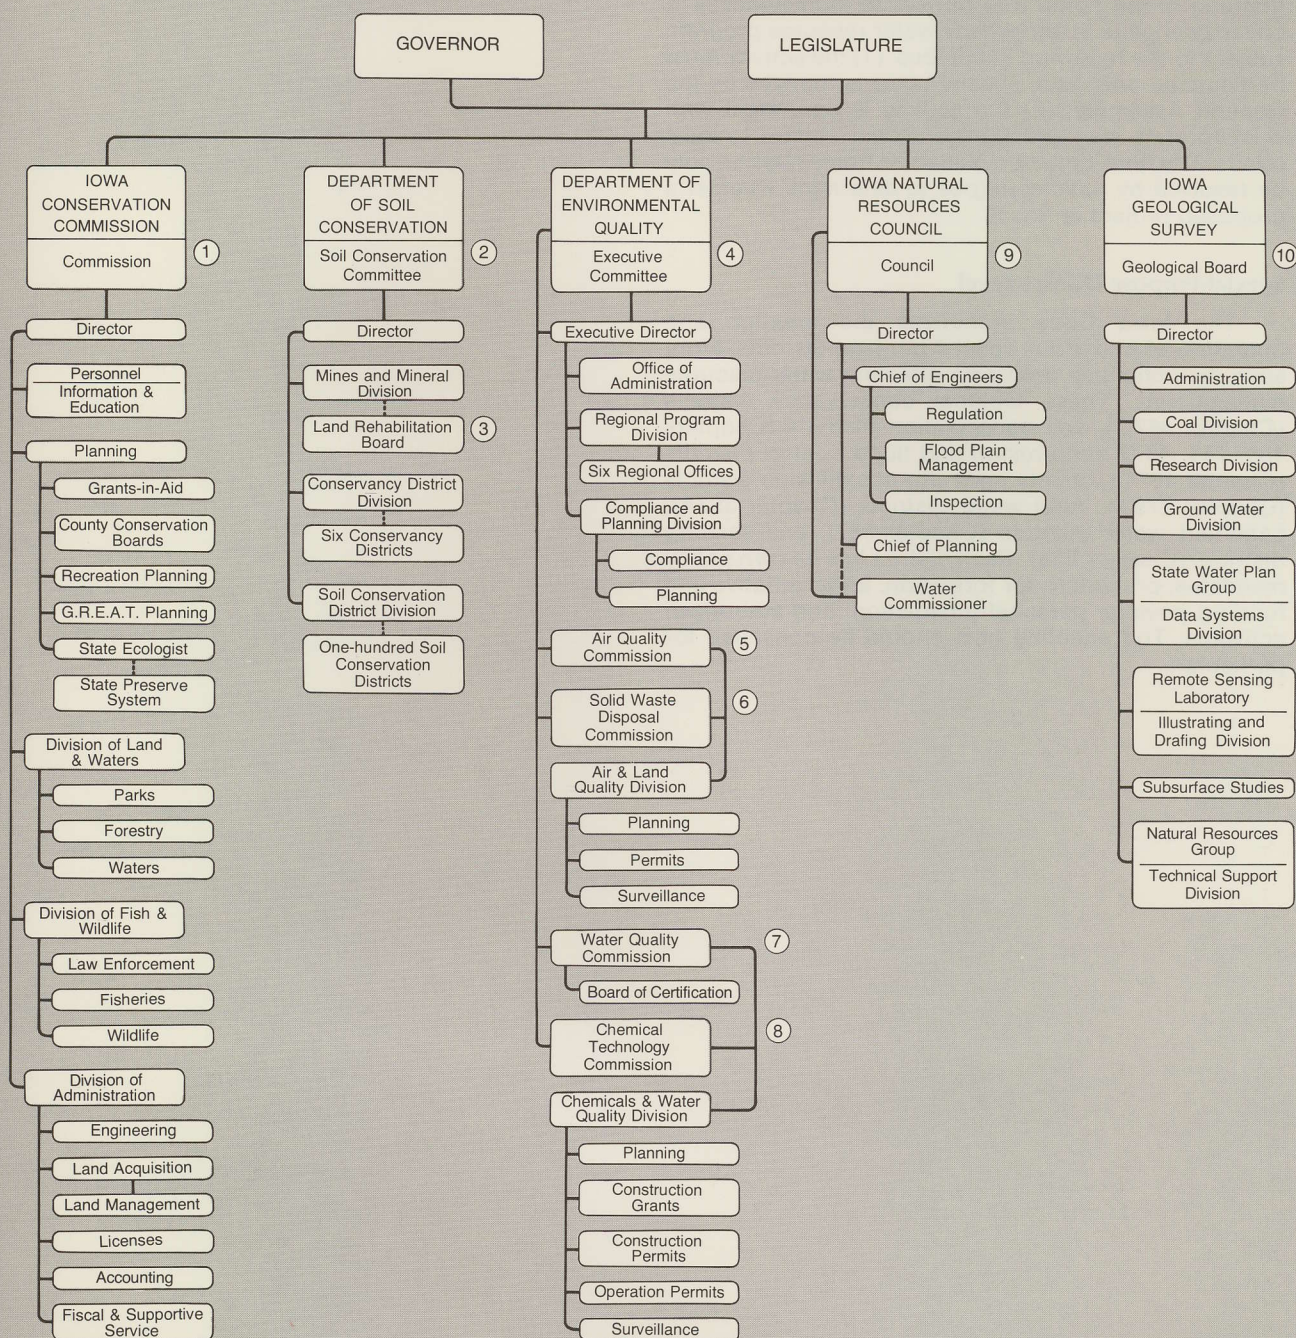 GOVERNOR
LEGISLATURE
IOWA
CONSERVATION
COMMISSION
Commission
1
Director
Personnel
Information &
Education
Planning
Grants-in-Aid
County Conservation
Boards
Recreation Planning
G.R.E.A.T. Planning
State Ecologist
State Preserve
System
Division of Land
& Waters
Parks
Forestry
Waters
Division of Fish &
Wildlife
Law Enforcement
Fisheries
Wildlife
Division of
Administration
Engineering
Land Acquisition
Land Management
Licenses
Accounting
Fiscal & Supportive
Service
DEPARTMENT
OF SOIL
CONSERVATION
Soil Conservation
Committee
2
Director
Mines and Mineral
Division
Land Rehabilitation
Board
3
Conservancy District
Division
Six Conservancy
Districts
Soil Conservation
District Division
One-hundred Soil
Conservation
Districts
DEPARTMENT OF
ENVIRONMENTAL
QUALITY
Executive
Committee
4
Executive Director
Office of
Administration
Regional Program
Division
Six Regional Offices
Compliance and
Planning Division
Compliance
Planning
Air Quality
Commission
5
Solid Waste
Disposal
Commission
6
Air & Land
Quality Division
Planning
Permits
Surveillance
Water Quality
Commission
7
Board of Certification
Chemical
Technology
Commission
8
Chemicals & Water
Quality Division
Planning
Construction
Grants
Construction
Permits
Operation Permits
Surveillance
IOWA NATURAL
RESOURCES
COUNCIL
Council
9
Director
Chief of Engineers
Regulation
Flood Plain
Management
Inspection
Chief of Planning
Water
Commissioner
IOWA
GEOLOGICAL
SURVEY
Geological Board
10
Director
Administration
Coal Division
Research Division
Ground Water
Division
State Water Plan
Group
Data Systems
Division
Remote Sensing
Laboratory
Illustrating and
Drafing Division
Subsurface Studies
Natural Resources
Group
Technical Support
Division